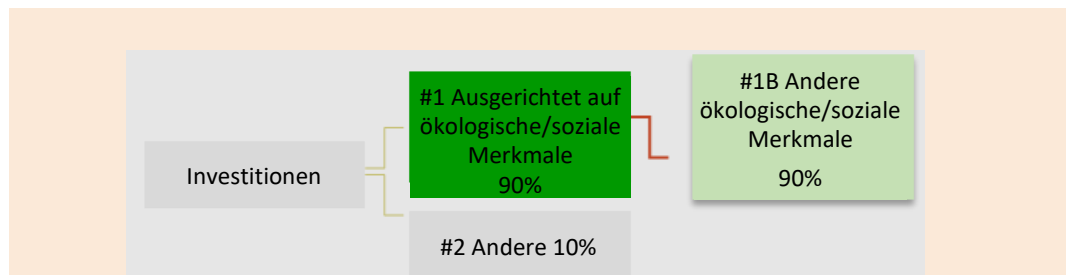 Investitionen
#1 Ausgerichtet auf
ökologische/soziale
Merkmale
90%
#2 Andere 10%
#1B Andere
ökologische/soziale
Merkmale
90%